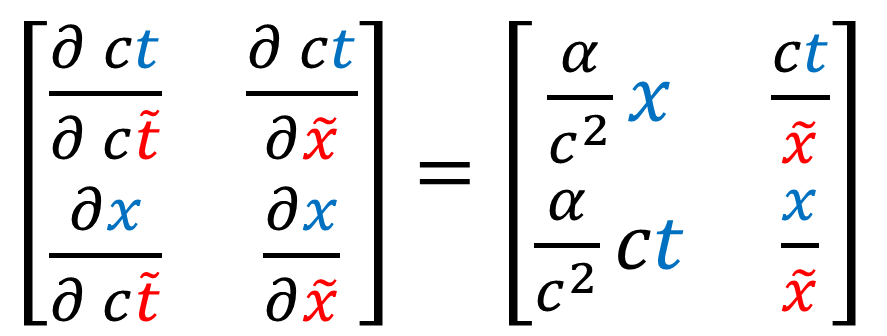 [∂ ct/∂ ct̃  ∂ ct/∂x̃] = [α/c² x  ct/x̃]
[∂x/∂ ct̃  ∂x/∂x̃] = [α/c² ct  x/x̃]